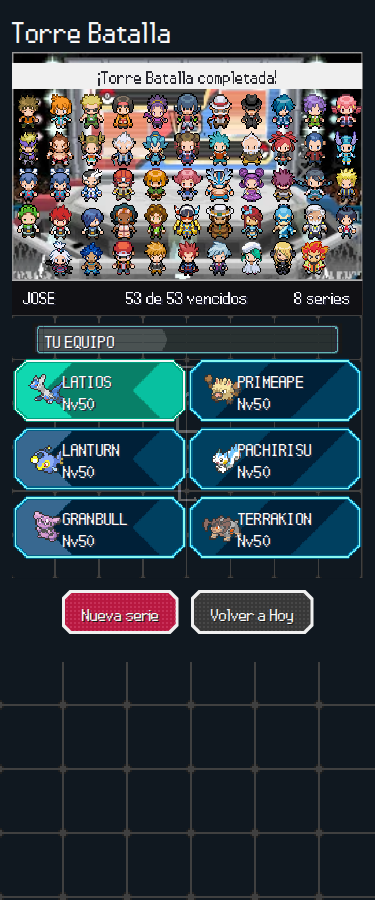 Torre Batalla
¡Torre Batalla completada!
JOSE 53 de 53 vencidos 8 series
TU EQUIPO
LATIOS
Nv50
PRIMEAPE
Nv50
LANTURN
Nv50
PACHIRISU
Nv50
GRANBULL
Nv50
TERRAKION
Nv50
Nueva serie
Volver a Hoy